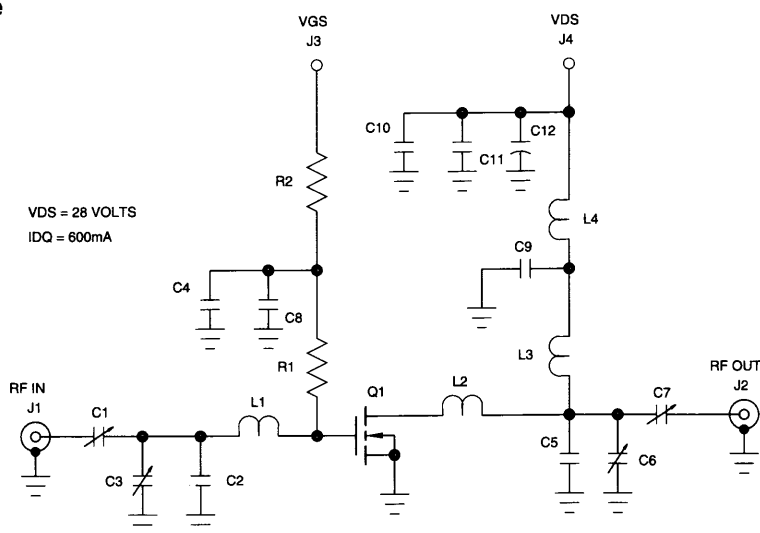 e
VGS
J3
VDS
J4
C10
C12
C11
R2
L4
VDS = 28 VOLTS
IDQ = 600mA
C9
C4
C8
R1
L3
RF IN
J1
RF OUT
J2
C1
L1
Q1
L2
C7
C3
C2
C5
C6